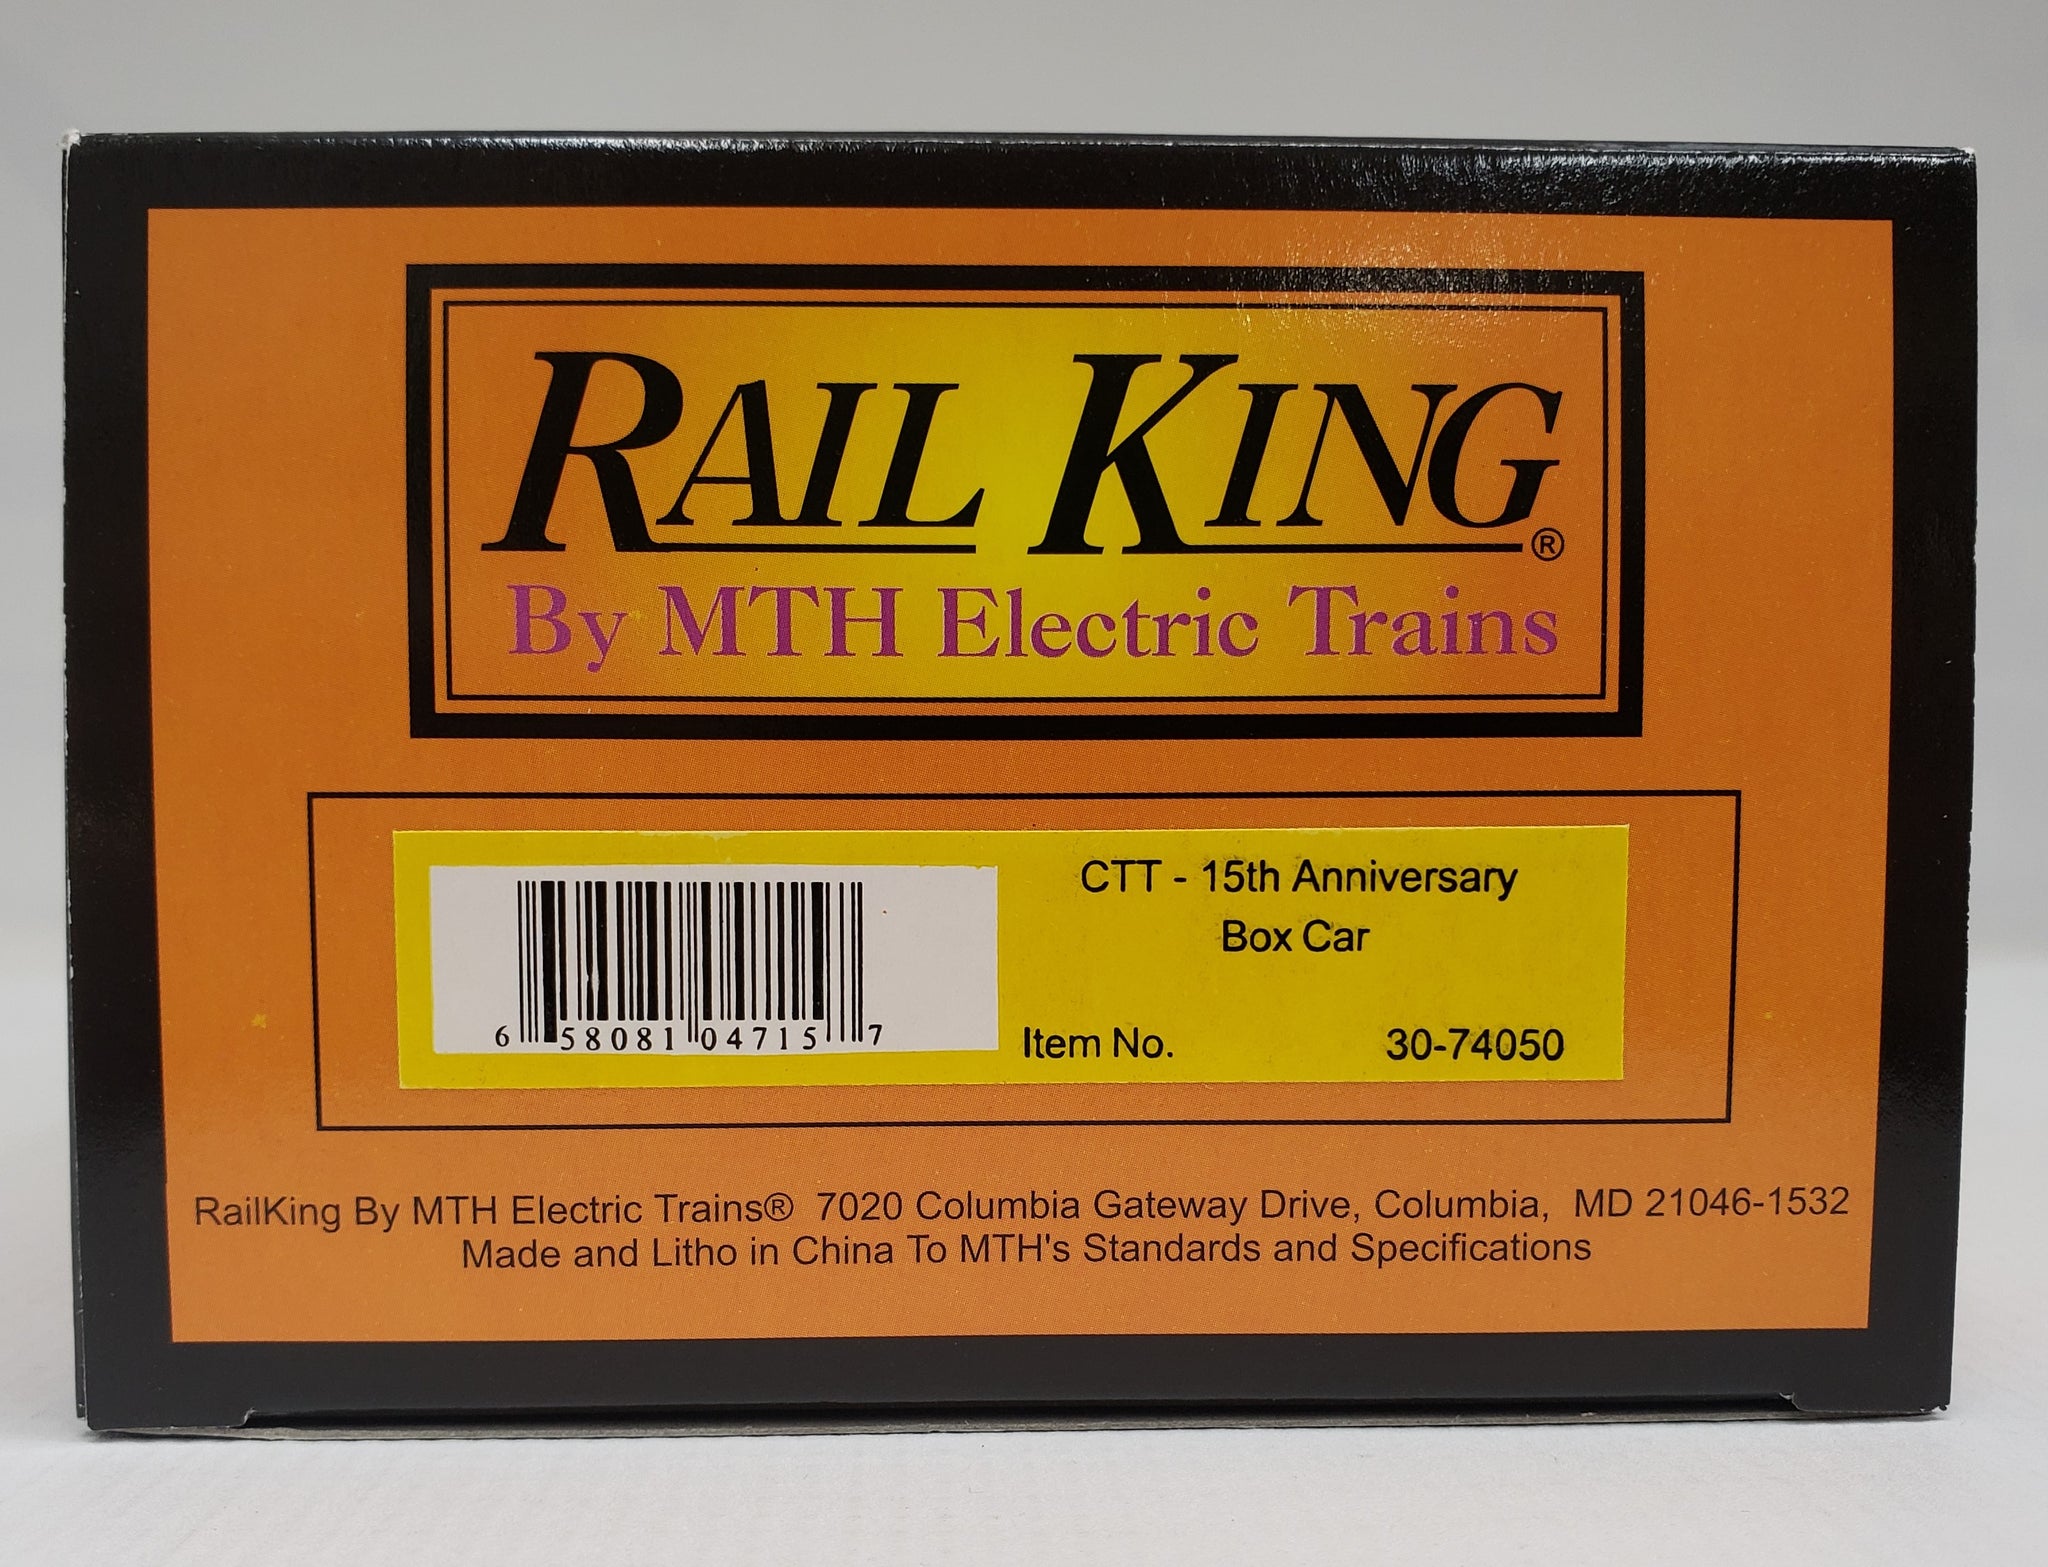 RAIL KING®
By MTH Electric Trains
CTT - 15th Anniversary
Box Car
6 58081 04715 7
Item No. 30-74050
RailKing By MTH Electric Trains® 7020 Columbia Gateway Drive, Columbia, MD 21046-1532
Made and Litho in China To MTH's Standards and Specifications